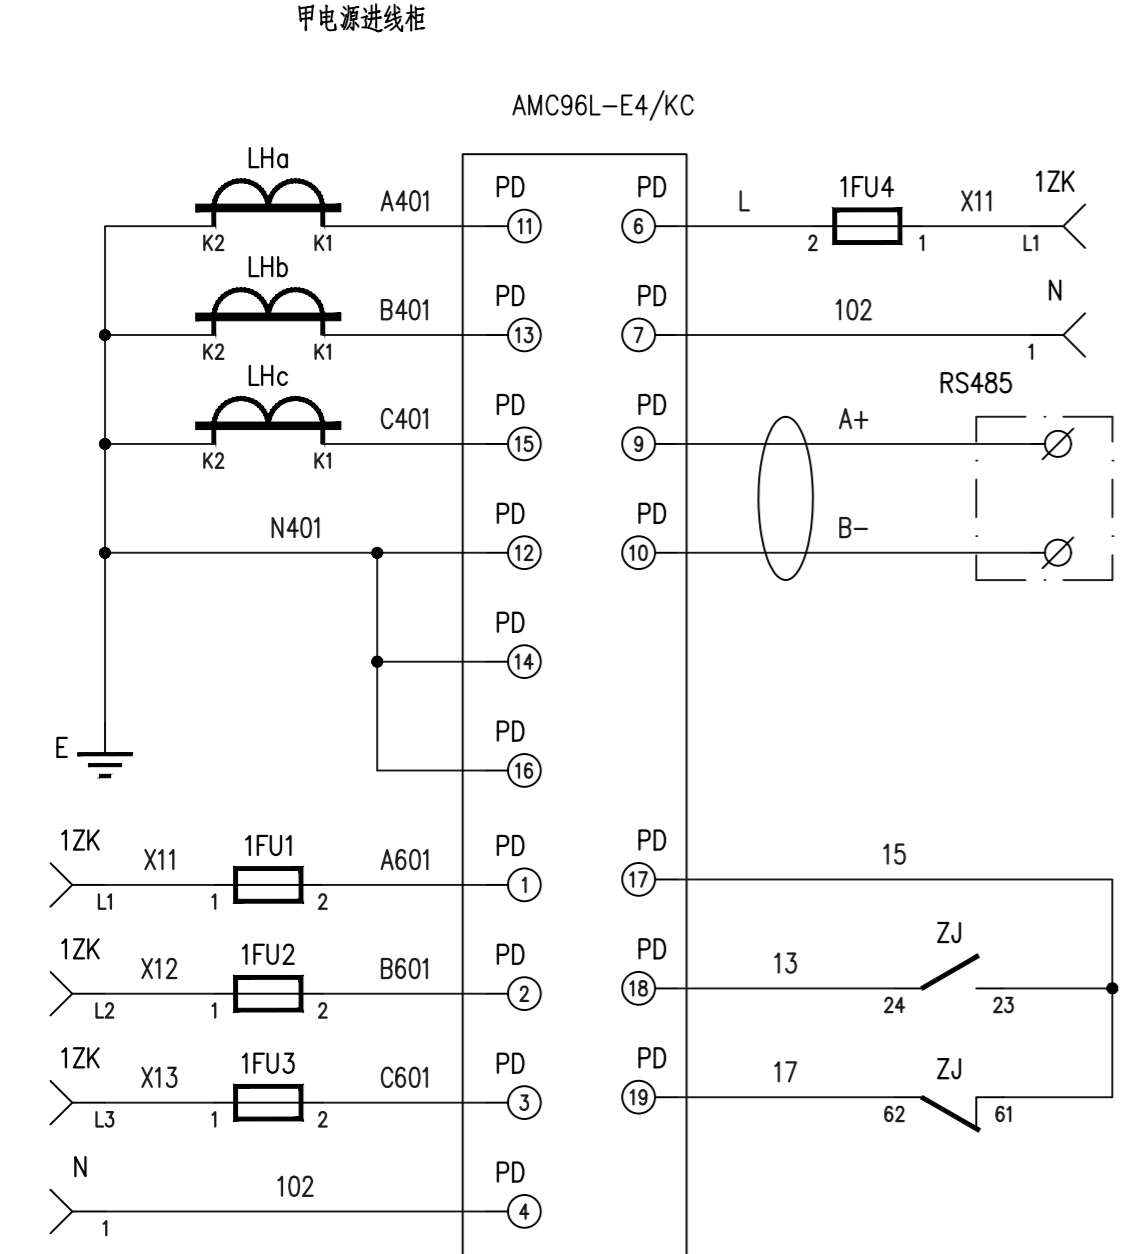 甲电源进线柜
AMC96L-E4/KC
LHa A401 PD 11 K2 K1
PD 6 L 1FU4 X11 1ZK 2 1 L1
LHb B401 PD 13 K2 K1
PD 7 102 N 1
LHc C401 PD 15 K2 K1
RS485
PD 9 A+
N401 PD 12
PD 10 B-
PD 14
PD 16
E
1ZK X11 1FU1 A601 PD 1 L1 1 2
PD 17 15
1ZK X12 1FU2 B601 PD 2 L2 1 2
PD 18 13 ZJ 24 23
1ZK X13 1FU3 C601 PD 3 L3 1 2
PD 19 17 ZJ 62 61
N 102 PD 4 1